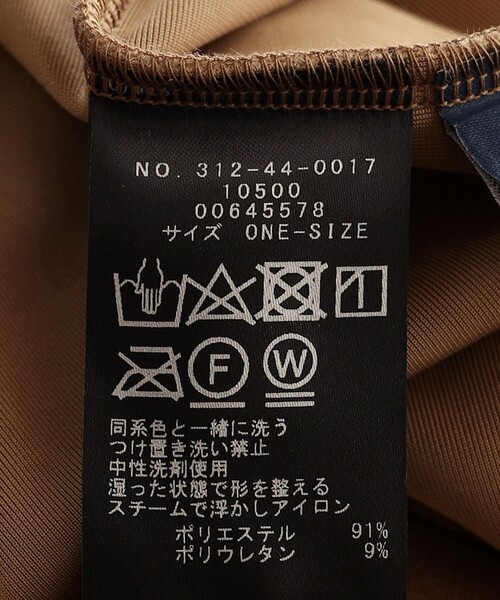 NO. 312-44-0017
10500
00645578
サイズ ONE-SIZE
F W
同系色と一緒に洗う
つけ置き洗い禁止
中性洗剤使用
湿った状態で形を整える
スチームで浮かしアイロン
ポリエステル 91%
ポリウレタン 9%